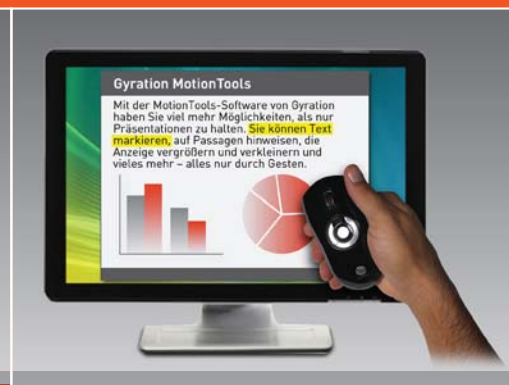 Gyration MotionTools
Mit der MotionTools-Software von Gyration
haben Sie viel mehr Möglichkeiten, als nur
Präsentationen zu halten. Sie können Text
markieren, auf Passagen hinweisen, die
Anzeige vergrößern und verkleinern und
vieles mehr – alles nur durch Gesten.